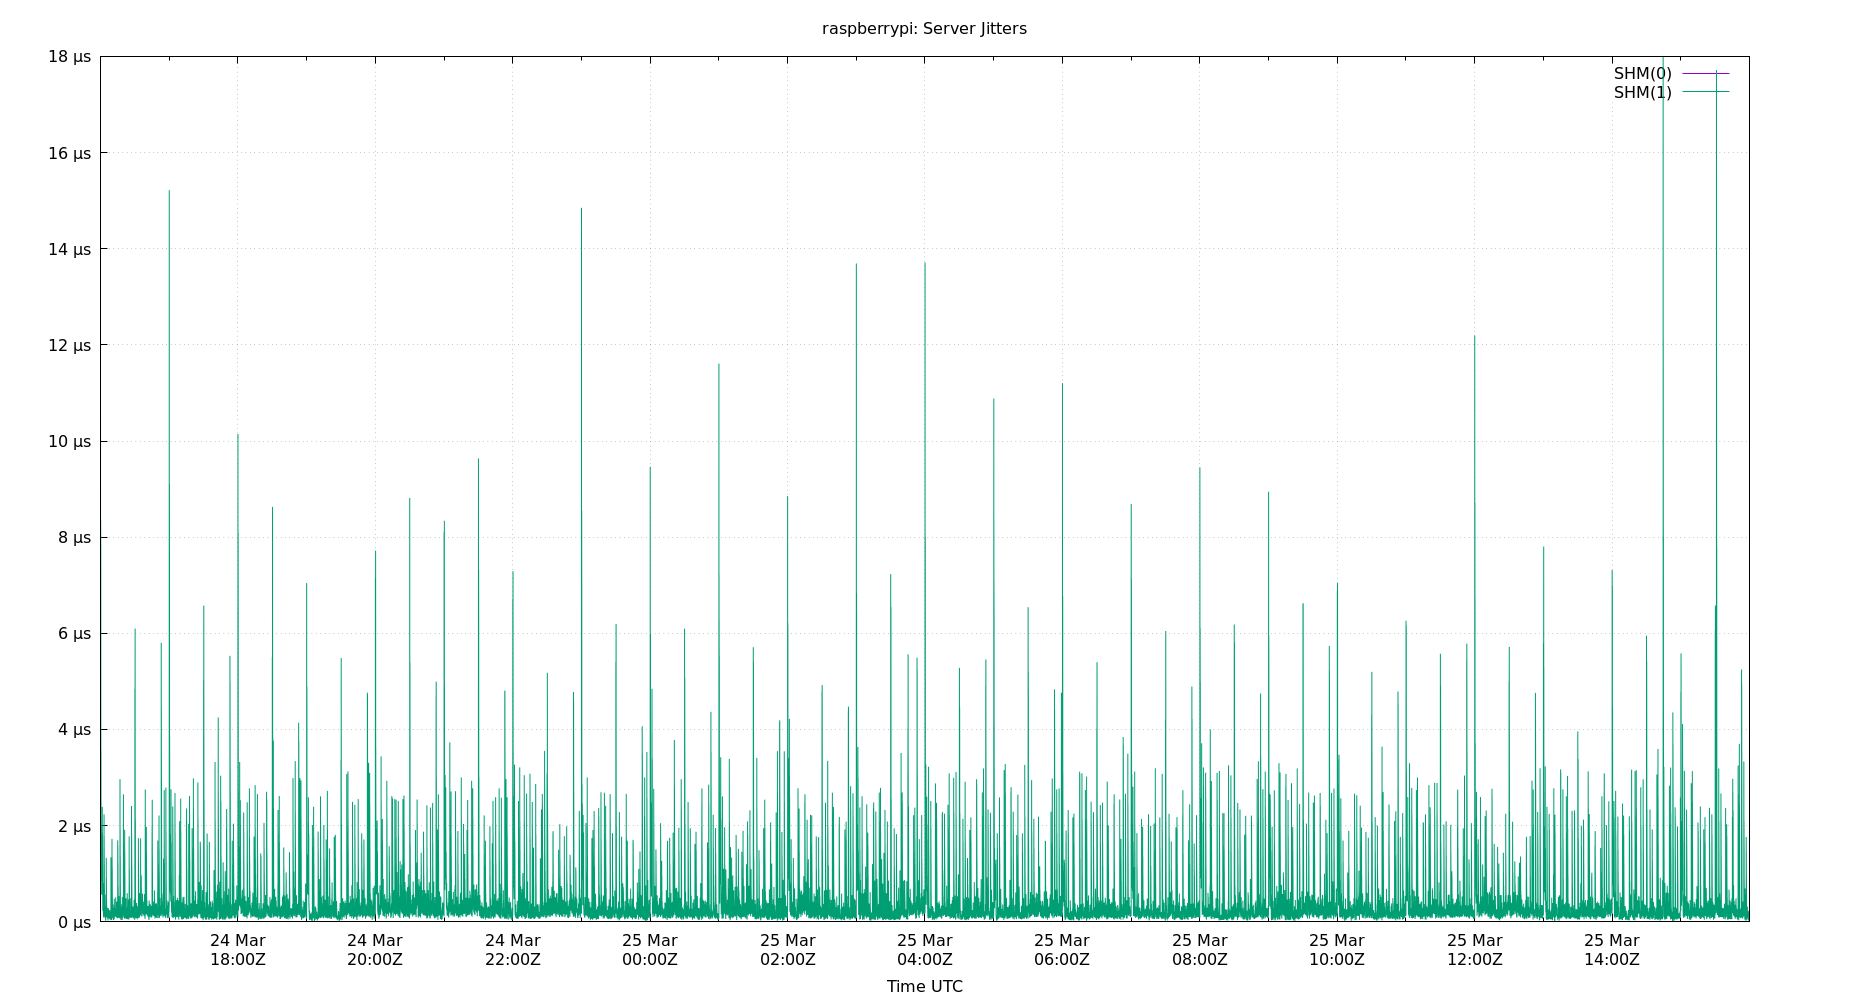 raspberrypi: Server Jitters
18 μs
SHM(0)
SHM(1)
16 μs
14 μs
12 μs
10 μs
8 μs
6 μs
4 μs
2 μs
0 μs
24 Mar 24 Mar 24 Mar 25 Mar 25 Mar 25 Mar 25 Mar 25 Mar 25 Mar 25 Mar 25 Mar
18:00Z 20:00Z 22:00Z 00:00Z 02:00Z 04:00Z 06:00Z 08:00Z 10:00Z 12:00Z 14:00Z
Time UTC